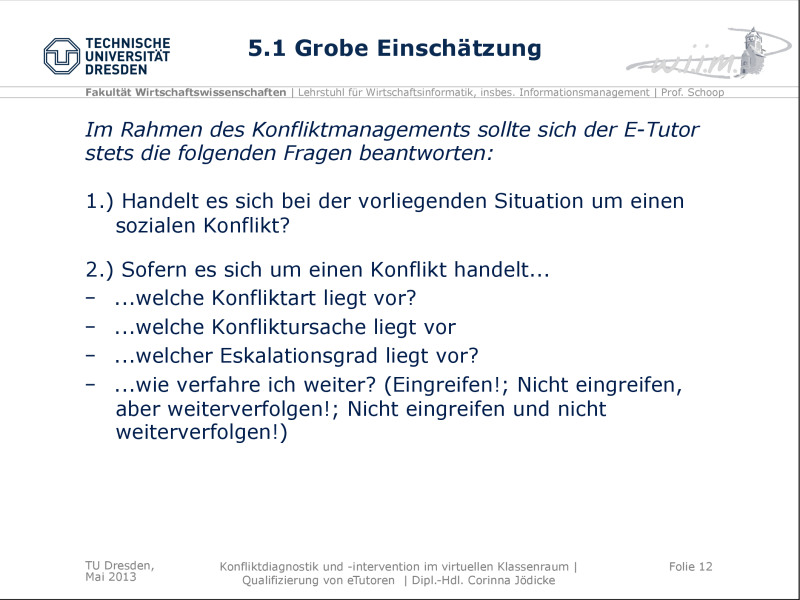 TECHNISCHE
UNIVERSITÄT
DRESDEN
5.1 Grobe Einschätzung
w.i.i.m.
Fakultät Wirtschaftswissenschaften | Lehrstuhl für Wirtschaftsinformatik, insbes. Informationsmanagement | Prof. Schoop
Im Rahmen des Konfliktmanagements sollte sich der E-Tutor
stets die folgenden Fragen beantworten:
1.) Handelt es sich bei der vorliegenden Situation um einen
sozialen Konflikt?
2.) Sofern es sich um einen Konflikt handelt...
– ...welche Konfliktart liegt vor?
– ...welche Konfliktursache liegt vor
– ...welcher Eskalationsgrad liegt vor?
– ...wie verfahre ich weiter? (Eingreifen!; Nicht eingreifen,
aber weiterverfolgen!; Nicht eingreifen und nicht
weiterverfolgen!)
TU Dresden,
Mai 2013
Konfliktdiagnostik und -intervention im virtuellen Klassenraum |
Qualifizierung von eTutoren | Dipl.-Hdl. Corinna Jödicke
Folie 12